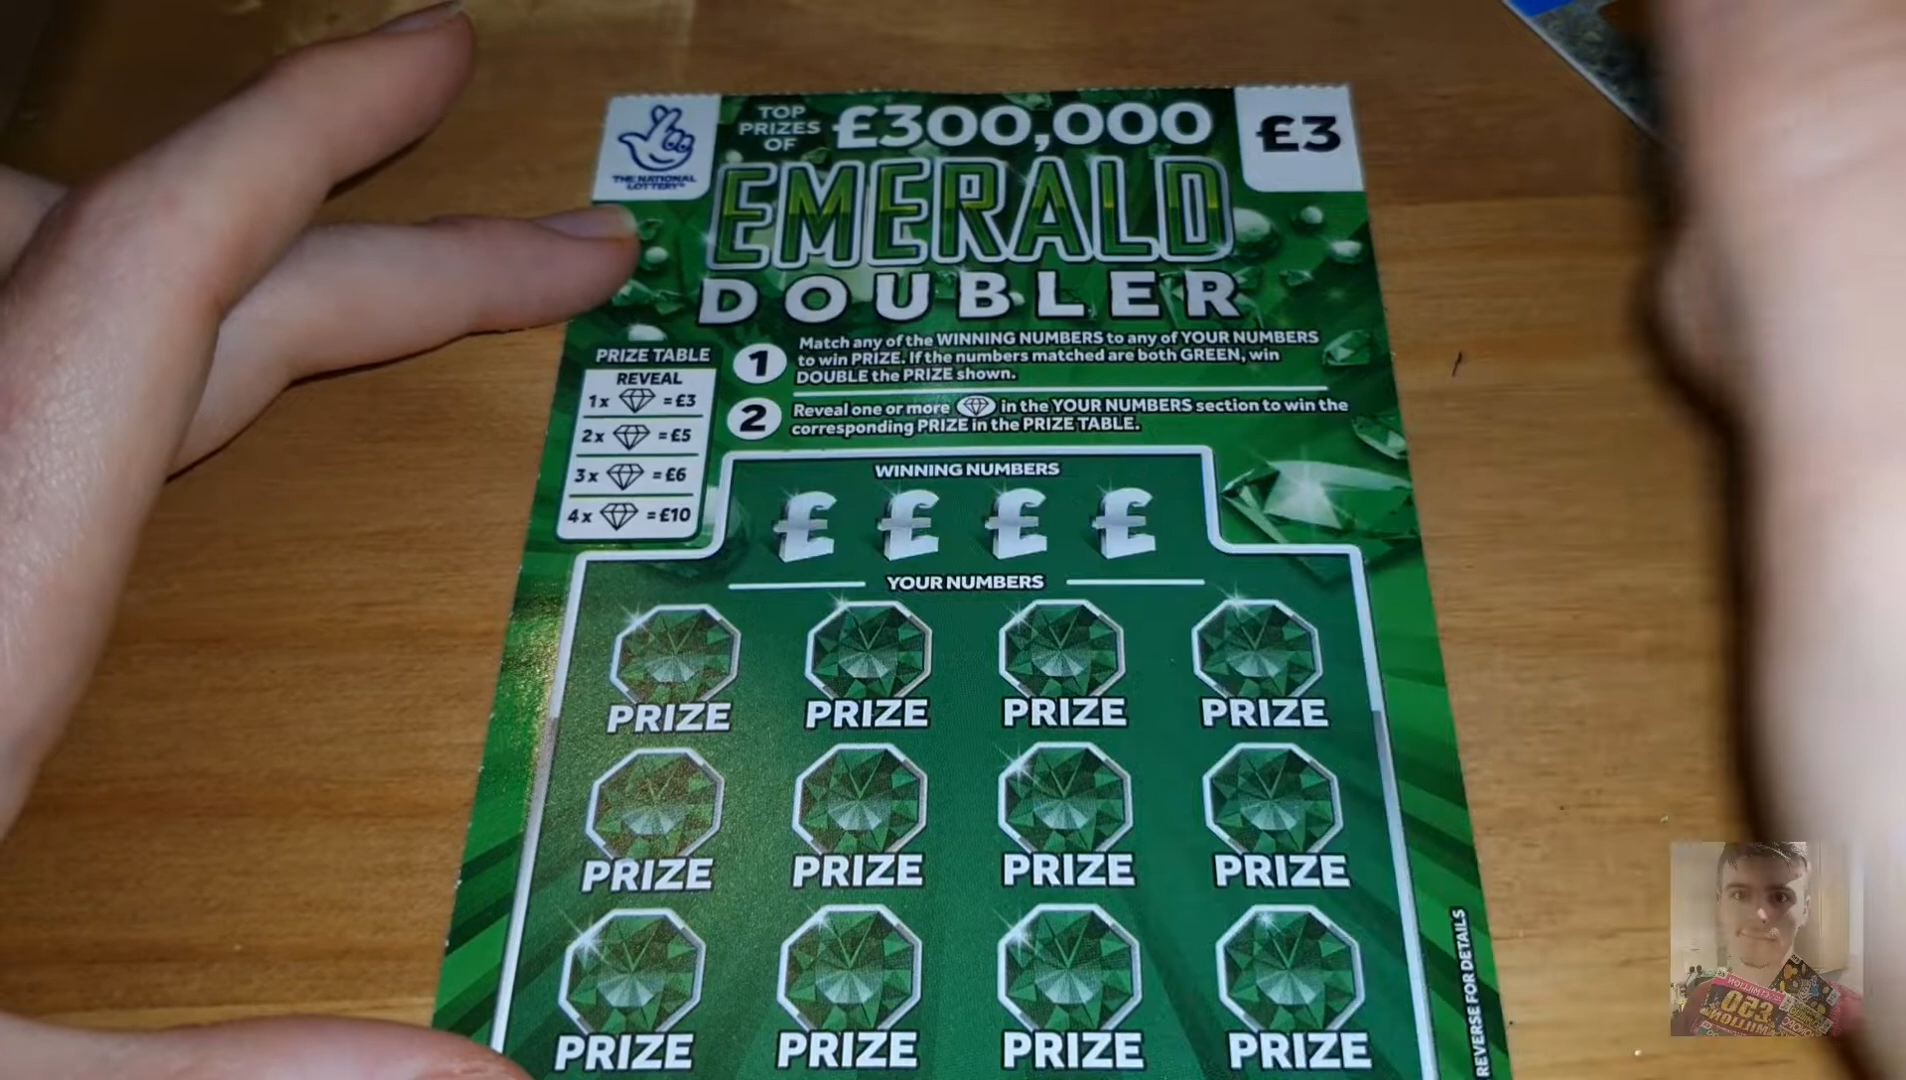 THE NATIONAL
LOTTERY®
TOP
PRIZES
OF
£300,000
£3
EMERALD
DOUBLER
PRIZE TABLE
REVEAL
1x = £3
2x = £5
3x = £6
4x = £10
1 Match any of the WINNING NUMBERS to any of YOUR NUMBERS
to win PRIZE. If the numbers matched are both GREEN, win
DOUBLE the PRIZE shown.
2 Reveal one or more in the YOUR NUMBERS section to win the
corresponding PRIZE in the PRIZE TABLE.
WINNING NUMBERS
£ £ £ £
YOUR NUMBERS
PRIZE PRIZE PRIZE PRIZE
PRIZE PRIZE PRIZE PRIZE
PRIZE PRIZE PRIZE PRIZE
REVERSE FOR DETAILS